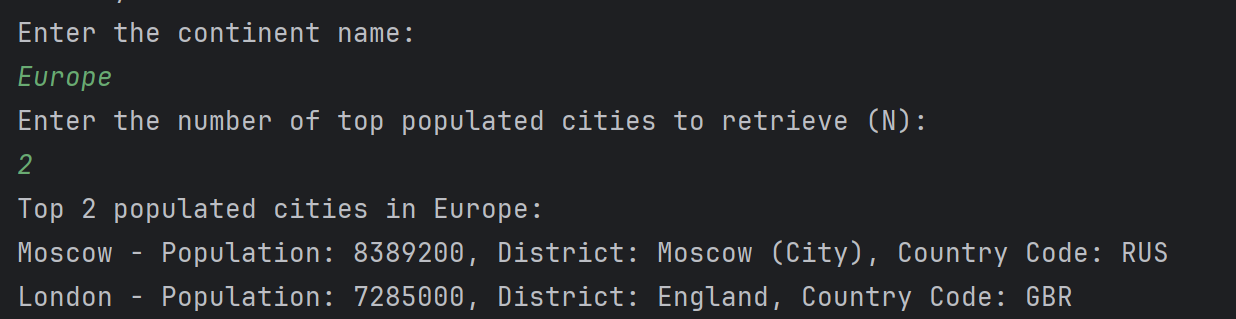 Enter the continent name:
Europe
Enter the number of top populated cities to retrieve (N):
2
Top 2 populated cities in Europe:
Moscow - Population: 8389200, District: Moscow (City), Country Code: RUS
London - Population: 7285000, District: England, Country Code: GBR